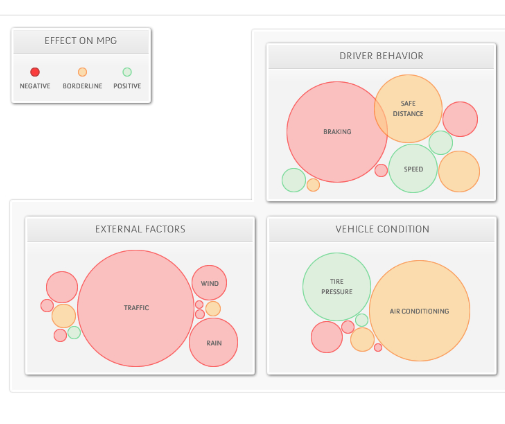 EFFECT ON MPG
NEGATIVE BORDERLINE POSITIVE
DRIVER BEHAVIOR
BRAKING
SAFE
DISTANCE
SPEED
EXTERNAL FACTORS
TRAFFIC
WIND
RAIN
VEHICLE CONDITION
TIRE
PRESSURE
AIR CONDITIONING